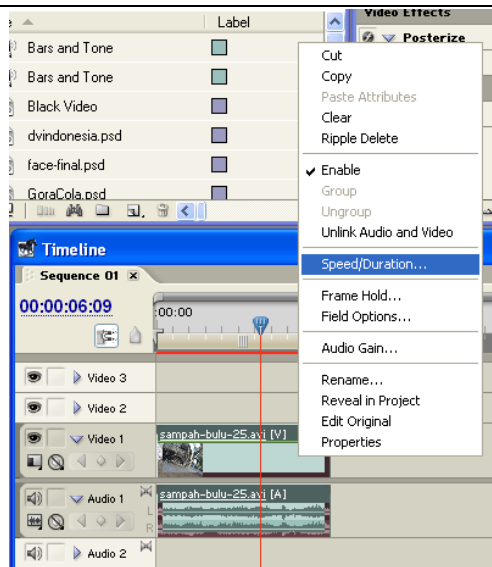 Label
Bars and Tone
Bars and Tone
Black Video
dvindonesia.psd
face-final.psd
GoraCola.psd
Video Effects
Posterize
Cut
Copy
Paste Attributes
Clear
Ripple Delete
Enable
Group
Ungroup
Unlink Audio and Video
Speed/Duration...
Frame Hold...
Field Options...
Audio Gain...
Rename...
Reveal in Project
Edit Original
Properties
Timeline
Sequence 01
00:00:06:09
:00:00
Video 3
Video 2
Video 1
sampah-bulu-25.avi [V]
Audio 1
sampah-bulu-25.avi [A]
L
R
Audio 2